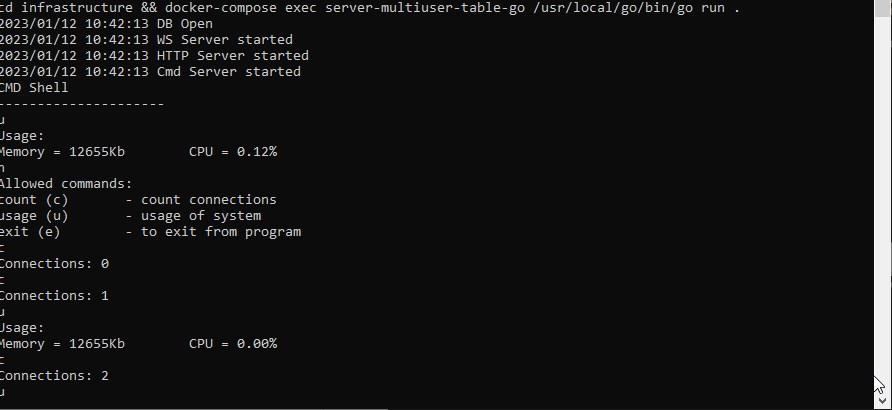 cd infrastructure && docker-compose exec server-multiuser-table-go /usr/local/go/bin/go run .
2023/01/12 10:42:13 DB Open
2023/01/12 10:42:13 WS Server started
2023/01/12 10:42:13 HTTP Server started
2023/01/12 10:42:13 Cmd Server started
CMD Shell
---------------------
u
Usage:
Memory = 12655Kb        CPU = 0.12%
h
Allowed commands:
count (c)       - count connections
usage (u)       - usage of system
exit (e)        - to exit from program
c
Connections: 0
c
Connections: 1
u
Usage:
Memory = 12655Kb        CPU = 0.00%
c
Connections: 2
u